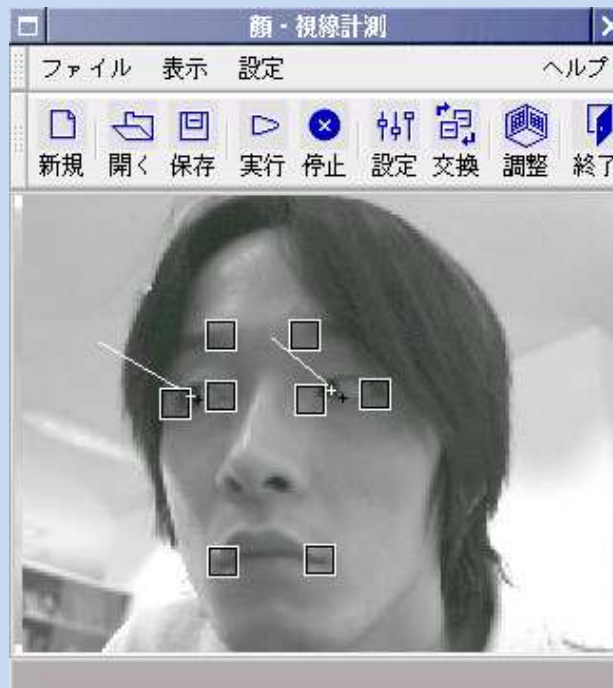 顔・視線計測
ファイル 表示 設定 ヘルプ
新規 開く 保存 実行 停止 設定 交換 調整 終了